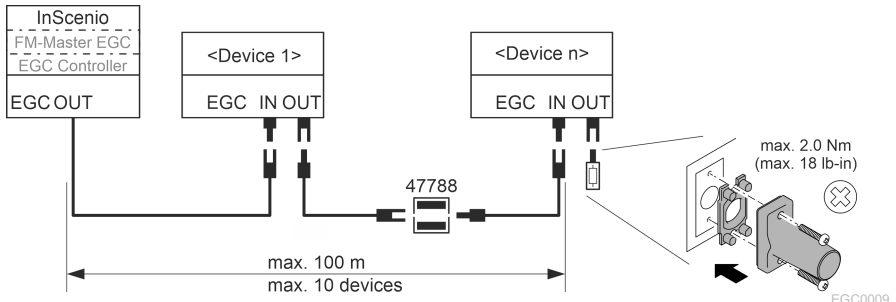 InScenio
FM-Master EGC
EGC Controller
EGC OUT
<Device 1>
EGC IN OUT
<Device n>
EGC IN OUT
47788
max. 100 m
max. 10 devices
max. 2.0 Nm
(max. 18 lb-in)
EGC0009